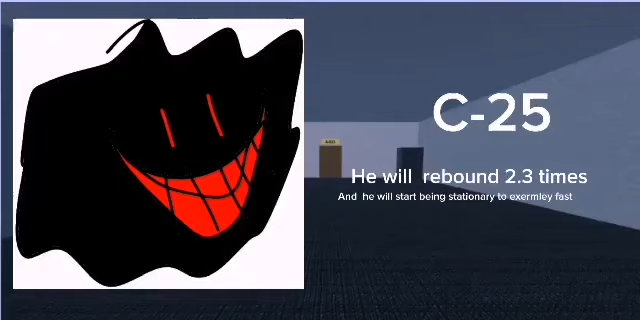 C-25
He will rebound 2.3 times
And he will start being stationary to exermley fast